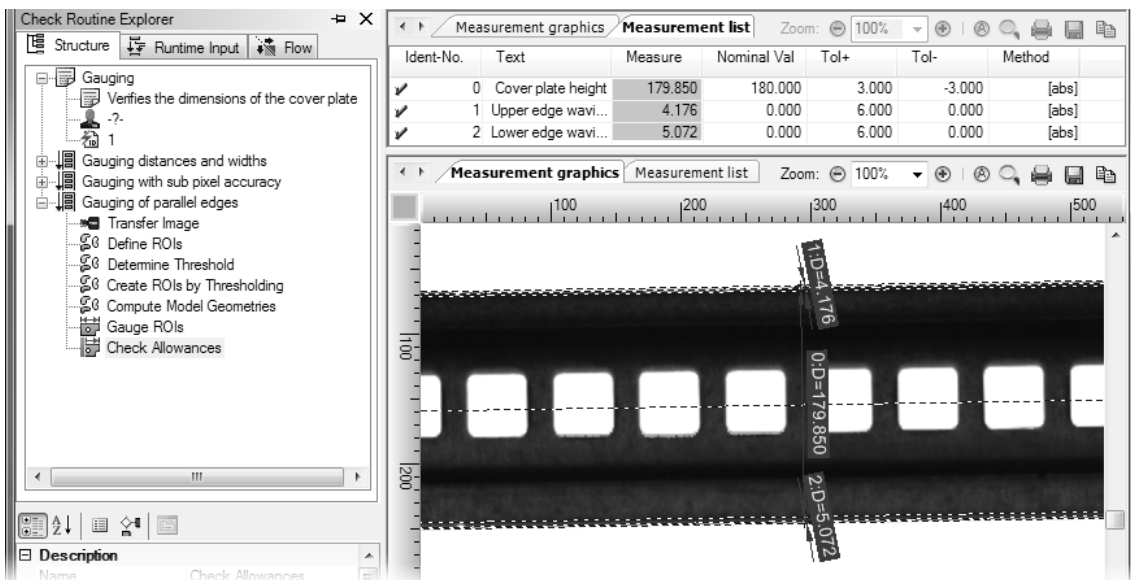 Check Routine Explorer
Structure Runtime Input Flow
Gauging
Verifies the dimensions of the cover plate
-?-
1
Gauging distances and widths
Gauging with sub pixel accuracy
Gauging of parallel edges
Transfer Image
Define ROIs
Determine Threshold
Create ROIs by Thresholding
Compute Model Geometries
Gauge ROIs
Check Allowances
Description
Name Check Allowances
Measurement graphics Measurement list Zoom: 100%
Ident-No. Text Measure Nominal Val Tol+ Tol- Method
0 Cover plate height 179.850 180.000 3.000 -3.000 [abs]
1 Upper edge wavi... 4.176 0.000 6.000 0.000 [abs]
2 Lower edge wavi... 5.072 0.000 6.000 0.000 [abs]
Measurement graphics Measurement list Zoom: 100%
100 200 300 400 500
100
200
1:D=4.176
0:D=179.850
2:D=5.072